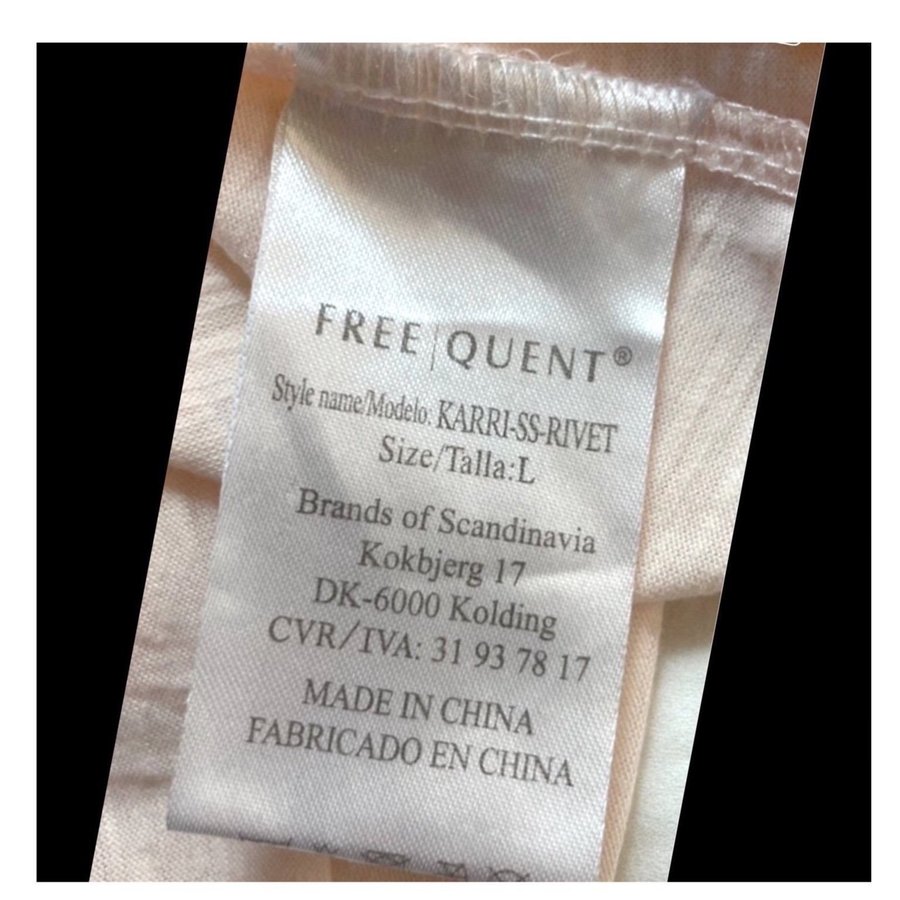 FREE|QUENT®
Style name/Modelo: KARRI-SS-RIVET
Size/Talla:L
Brands of Scandinavia
Kokbjerg 17
DK-6000 Kolding
CVR/IVA: 31 93 78 17
MADE IN CHINA
FABRICADO EN CHINA